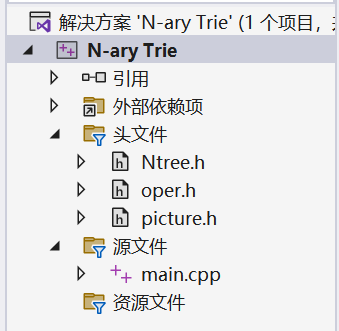 解决方案 'N-ary Trie' (1 个项目，
N-ary Trie
引用
外部依赖项
头文件
Ntree.h
oper.h
picture.h
源文件
main.cpp
资源文件